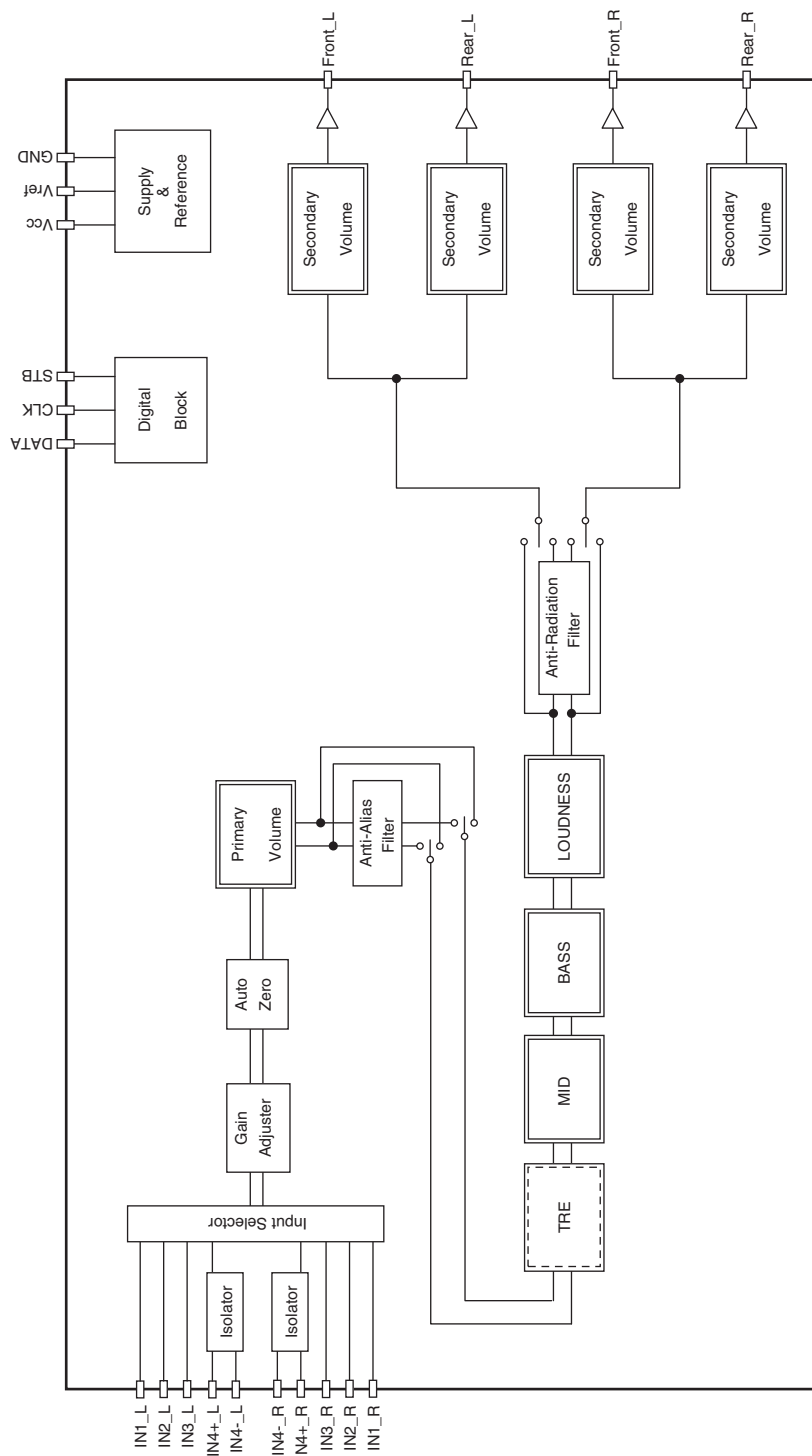 IN1_L
IN2_L
IN3_L
IN4+_L
IN4-_L
IN4-_R
IN4+_R
IN3_R
IN2_R
IN1_R
Isolator
Isolator
Input Selector
Gain
Adjuster
Auto
Zero
Primary
Volume
Anti-Alias
Filter
TRE
MID
BASS
LOUDNESS
Anti-Radiation
Filter
DATA
CLK
STB
Digital
Block
Vcc
Vref
GND
Supply
&
Reference
Secondary
Volume
Secondary
Volume
Secondary
Volume
Secondary
Volume
Front_L
Rear_L
Front_R
Rear_R